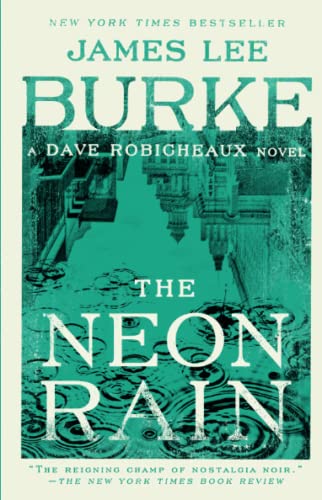 NEW YORK TIMES BESTSELLER
JAMES LEE
BURKE
A DAVE ROBICHEAUX NOVEL
THE
NEON
RAIN
"THE REIGNING CHAMP OF NOSTALGIA NOIR."
—THE NEW YORK TIMES BOOK REVIEW